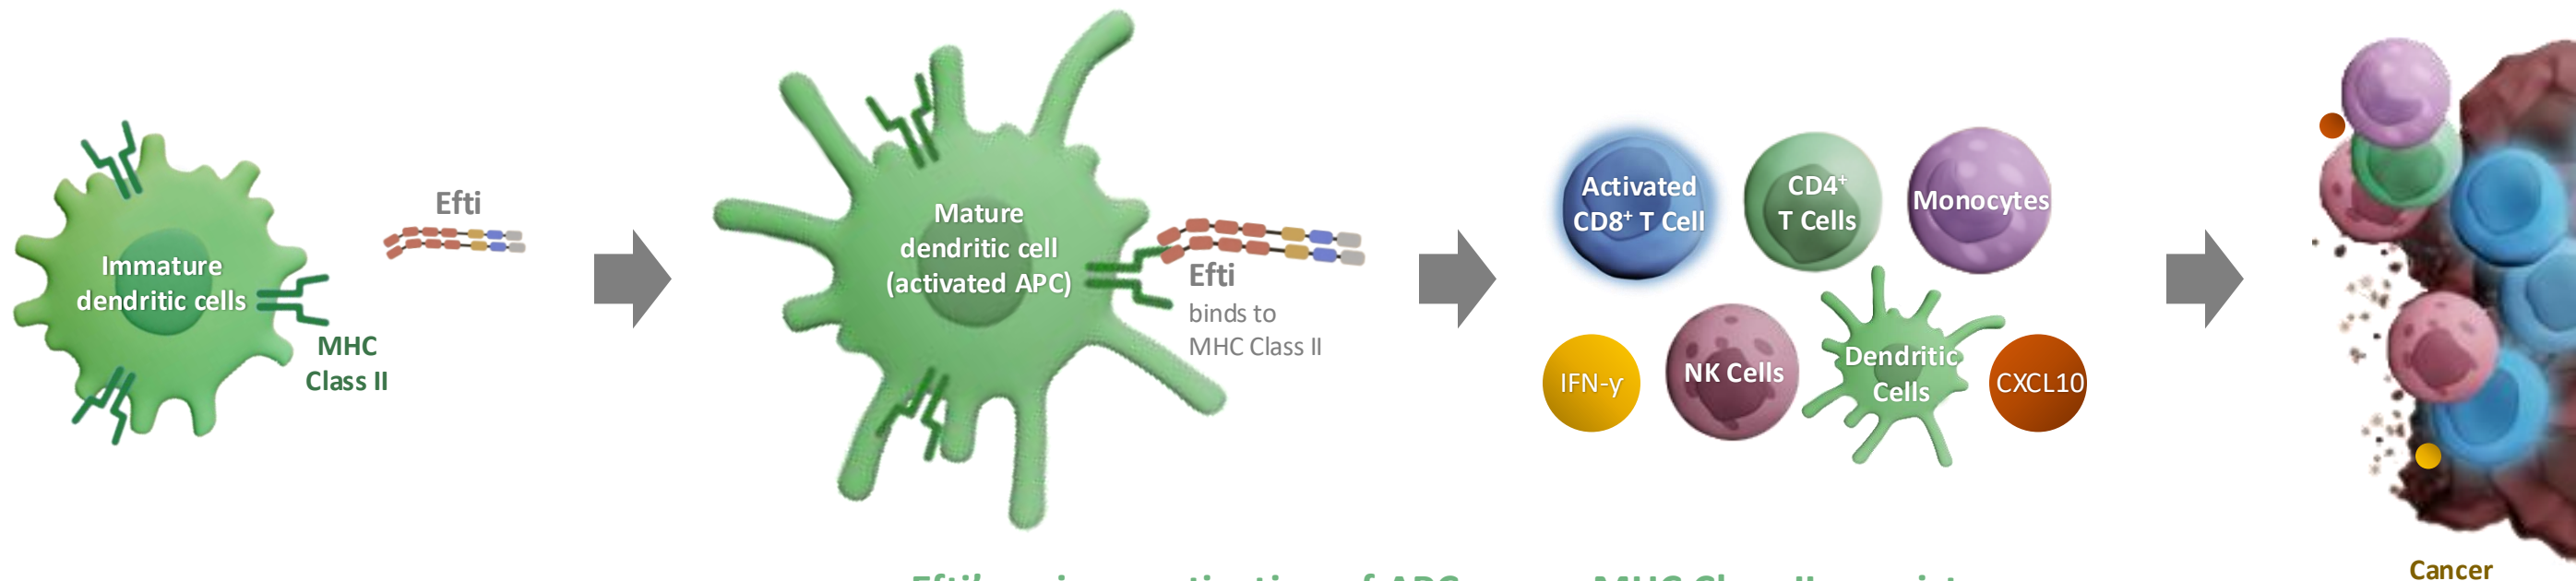 Immature
dendritic cells
MHC
Class II
Efti
Mature
dendritic cell
(activated APC)
Efti
binds to
MHC Class II
Activated
CD8⁺ T Cell
CD4⁺
T Cells
Monocytes
IFN-γ
NK Cells
Dendritic
Cells
CXCL10
Cancer